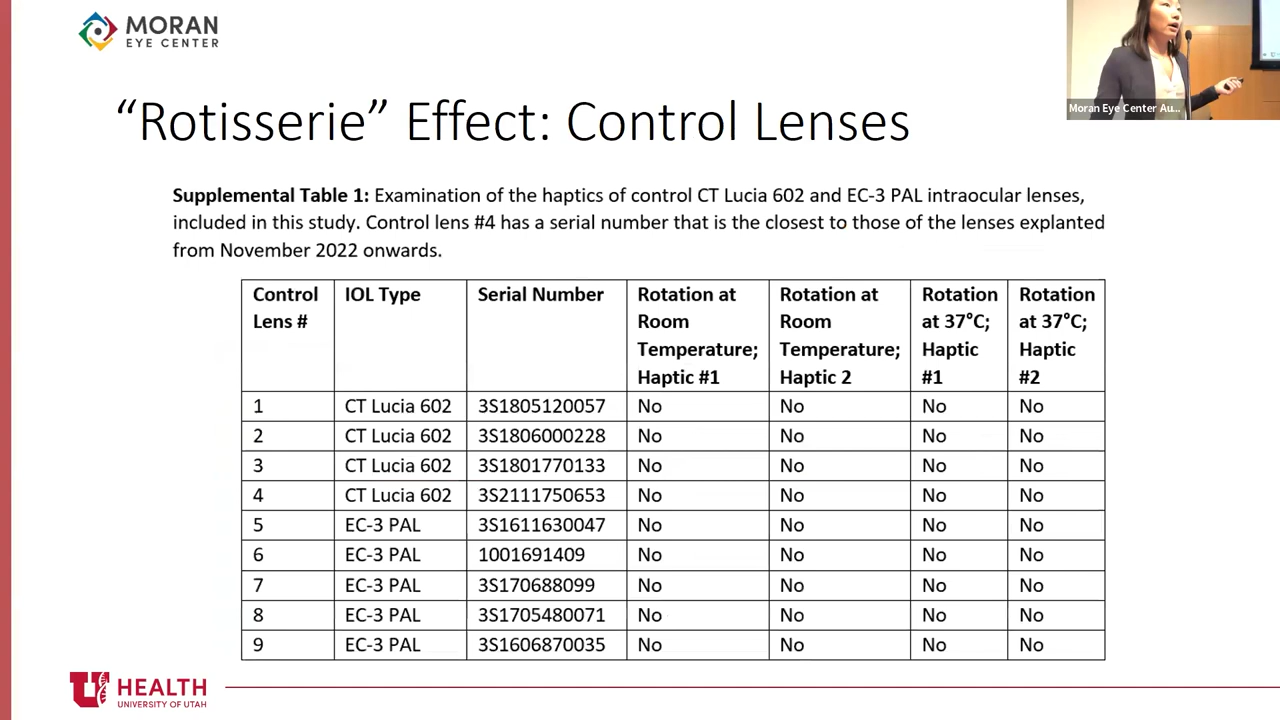 MORAN
EYE CENTER
Moran Eye Center Au...
“Rotisserie” Effect: Control Lenses
Supplemental Table 1: Examination of the haptics of control CT Lucia 602 and EC-3 PAL intraocular lenses,
included in this study. Control lens #4 has a serial number that is the closest to those of the lenses explanted
from November 2022 onwards.
Control Lens # IOL Type Serial Number Rotation at Room Temperature; Haptic #1 Rotation at Room Temperature; Haptic 2 Rotation at 37°C; Haptic #1 Rotation at 37°C; Haptic #2
1 CT Lucia 602 3S1805120057 No No No No
2 CT Lucia 602 3S1806000228 No No No No
3 CT Lucia 602 3S1801770133 No No No No
4 CT Lucia 602 3S2111750653 No No No No
5 EC-3 PAL 3S1611630047 No No No No
6 EC-3 PAL 1001691409 No No No No
7 EC-3 PAL 3S170688099 No No No No
8 EC-3 PAL 3S1705480071 No No No No
9 EC-3 PAL 3S1606870035 No No No No
U HEALTH
UNIVERSITY OF UTAH